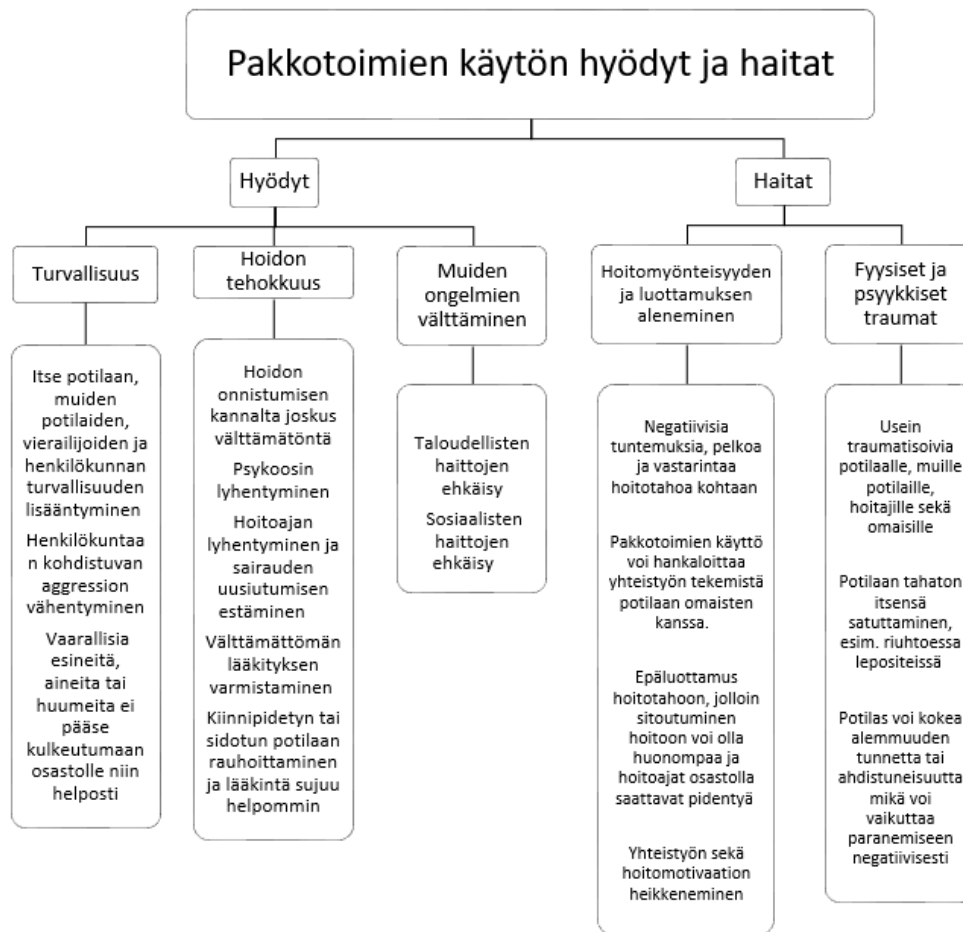 Pakkotoimien käytön hyödyt ja haitat
Hyödyt
Turvallisuus
Itse potilaan,
muiden
potilaiden,
vierailijoiden ja
henkilökunnan
turvallisuuden
lisääntyminen
Henkilökuntaa
n kohdistuvan
aggression
vähentyminen
Vaarallisia
esineitä,
aineita tai
huumeita ei
pääse
kulkeutumaan
osastolle niin
helposti
Hoidon
tehokkuus
Hoidon
onnistumisen
kannalta joskus
välttämätöntä
Psykoosin
lyhentyminen
Hoitoajan
lyhentyminen ja
sairauden
uusiutumisen
estäminen
Välttämättömän
lääkityksen
varmistaminen
Kiinnipidetyn tai
sidotun potilaan
rauhoittaminen
ja lääkintä sujuu
helpommin
Muiden
ongelmien
välttäminen
Taloudellisten
haittojen
ehkäisy
Sosiaalisten
haittojen
ehkäisy
Haitat
Hoitomyönteisyyden
ja luottamuksen
aleneminen
Negatiivisia
tuntemuksia, pelkoa
ja vastarintaa
hoitotahoa kohtaan
Pakkotoimien käyttö
voi hankaloittaa
yhteistyön tekemistä
potilaan omaisten
kanssa.
Epäluottamus
hoitotahoon, jolloin
sitoutuminen
hoitoon voi olla
huonompaa ja
hoitoajat osastolla
saattavat pidentyä
Yhteistyön sekä
hoitomotivaation
heikkeneminen
Fyysiset ja
psyykkiset
traumat
Usein
traumatisoivia
potilaalle, muille
potilaille,
hoitajille sekä
omaisille
Potilaan tahaton
itsensä
satuttaminen,
esim. riuhtoessa
lepositeissä
Potilas voi kokea
alemmuuden
tunnetta tai
ahdistuneisuutta
mikä voi
vaikuttaa
paranemiseen
negatiivisesti